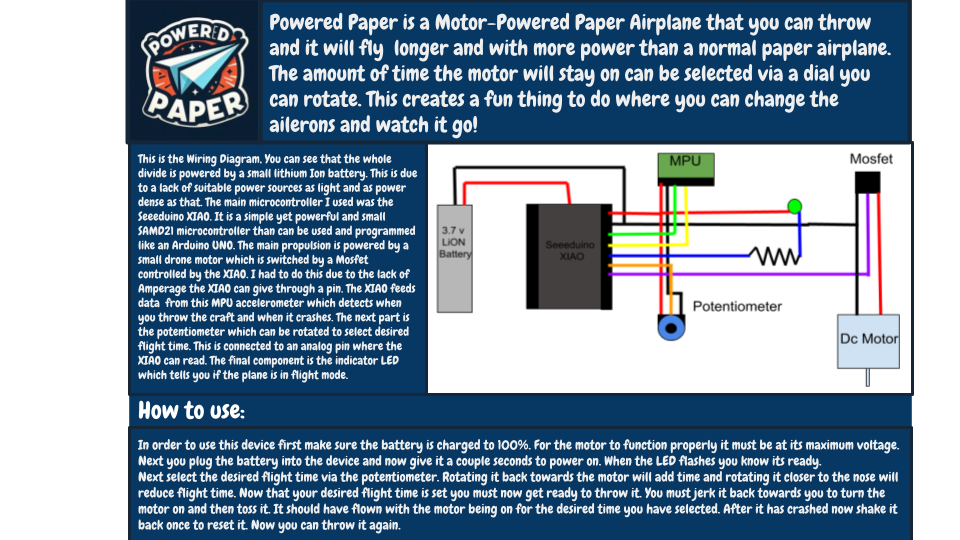 POWERED
PAPER
Powered Paper is a Motor-Powered Paper Airplane that you can throw
and it will fly longer and with more power than a normal paper airplane.
The amount of time the motor will stay on can be selected via a dial you
can rotate. This creates a fun thing to do where you can change the
ailerons and watch it go!
This is the Wiring Diagram, You can see that the whole
divide is powered by a small lithium Ion battery. This is due
to a lack of suitable power sources as light and as power
dense as that. The main microcontroller I used was the
Seeeduino XIAO. It is a simple yet powerful and small
SAMD21 microcontroller than can be used and programmed
like an Arduino UNO. The main propulsion is powered by a
small drone motor which is switched by a Mosfet
controlled by the XIAO. I had to do this due to the lack of
Amperage the XIAO can give through a pin. The XIAO feeds
data from this MPU accelerometer which detects when
you throw the craft and when it crashes. The next part is
the potentiometer which can be rotated to select desired
flight time. This is connected to an analog pin where the
XIAO can read. The final component is the indicator LED
which tells you if the plane is in flight mode.
MPU
Mosfet
3.7 v
LiON
Battery
Seeeduino
XIAO
Potentiometer
Dc Motor
How to use:
In order to use this device first make sure the battery is charged to 100%. For the motor to function properly it must be at its maximum voltage.
Next you plug the battery into the device and now give it a couple seconds to power on. When the LED flashes you know its ready.
Next select the desired flight time via the potentiometer. Rotating it back towards the motor will add time and rotating it closer to the nose will
reduce flight time. Now that your desired flight time is set you must now get ready to throw it. You must jerk it back towards you to turn the
motor on and then toss it. It should have flown with the motor being on for the desired time you have selected. After it has crashed now shake it
back once to reset it. Now you can throw it again.